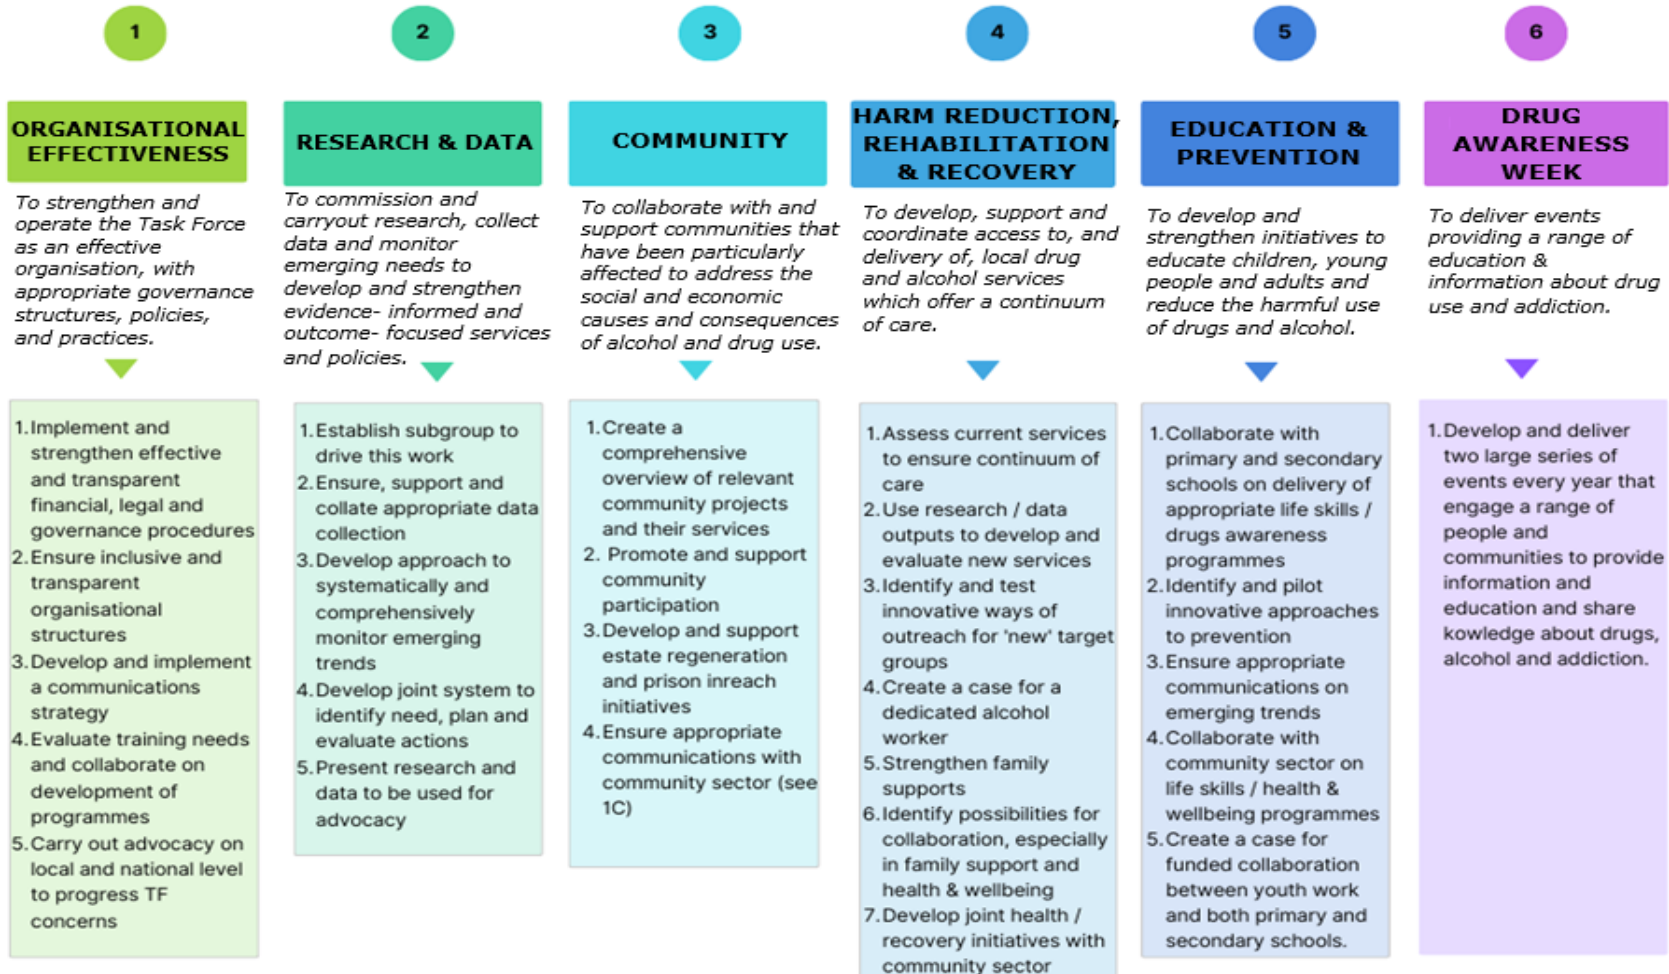 1
ORGANISATIONAL
EFFECTIVENESS
To strengthen and
operate the Task Force
as an effective
organisation, with
appropriate governance
structures, policies,
and practices.
1.Implement and
strengthen effective
and transparent
financial, legal and
governance procedures
2.Ensure inclusive and
transparent
organisational
structures
3.Develop and implement
a communications
strategy
4.Evaluate training needs
and collaborate on
development of
programmes
5.Carry out advocacy on
local and national level
to progress TF
concerns
2
RESEARCH & DATA
To commission and
carryout research, collect
data and monitor
emerging needs to
develop and strengthen
evidence- informed and
outcome- focused services
and policies.
1.Establish subgroup to
drive this work
2.Ensure, support and
collate appropriate data
collection
3.Develop approach to
systematically and
comprehensively
monitor emerging
trends
4.Develop joint system to
identify need, plan and
evaluate actions
5.Present research and
data to be used for
advocacy
3
COMMUNITY
To collaborate with and
support communities that
have been particularly
affected to address the
social and economic
causes and consequences
of alcohol and drug use.
1.Create a
comprehensive
overview of relevant
community projects
and their services
2. Promote and support
community
participation
3.Develop and support
estate regeneration
and prison inreach
initiatives
4.Ensure appropriate
communications with
community sector (see
1C)
4
HARM REDUCTION,
REHABILITATION
& RECOVERY
To develop, support and
coordinate access to, and
delivery of, local drug
and alcohol services
which offer a continuum
of care.
1.Assess current services
to ensure continuum of
care
2.Use research / data
outputs to develop and
evaluate new services
3.Identify and test
innovative ways of
outreach for 'new' target
groups
4.Create a case for a
dedicated alcohol
worker
5.Strengthen family
supports
6.Identify possibilities for
collaboration, especially
in family support and
health & wellbeing
7.Develop joint health /
recovery initiatives with
community sector
5
EDUCATION &
PREVENTION
To develop and
strengthen initiatives to
educate children, young
people and adults and
reduce the harmful use
of drugs and alcohol.
1.Collaborate with
primary and secondary
schools on delivery of
appropriate life skills /
drugs awareness
programmes
2.Identify and pilot
innovative approaches
to prevention
3.Ensure appropriate
communications on
emerging trends
4.Collaborate with
community sector on
life skills / health &
wellbeing programmes
5.Create a case for
funded collaboration
between youth work
and both primary and
secondary schools.
6
DRUG
AWARENESS
WEEK
To deliver events
providing a range of
education &
information about drug
use and addiction.
1.Develop and deliver
two large series of
events every year that
engage a range of
people and
communities to provide
information and
education and share
kowledge about drugs,
alcohol and addiction.